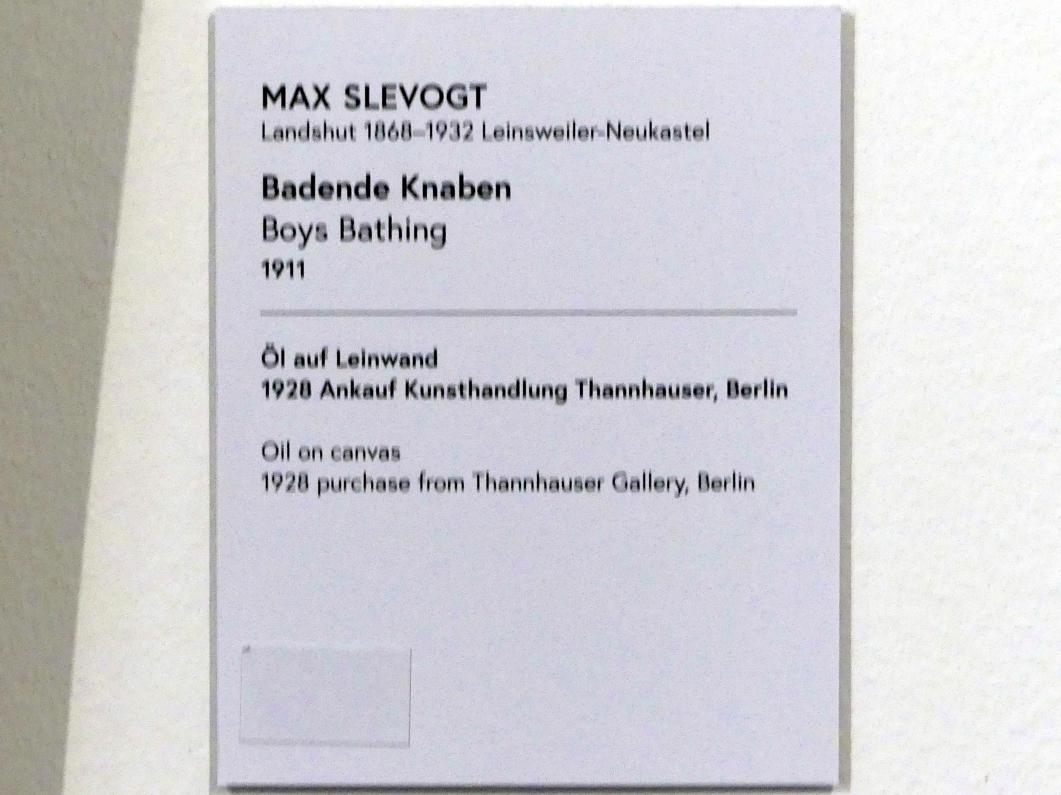 MAX SLEVOGT
Landshut 1868–1932 Leinsweiler-Neukastel
Badende Knaben
Boys Bathing
1911
Öl auf Leinwand
1928 Ankauf Kunsthandlung Thannhauser, Berlin
Oil on canvas
1928 purchase from Thannhauser Gallery, Berlin